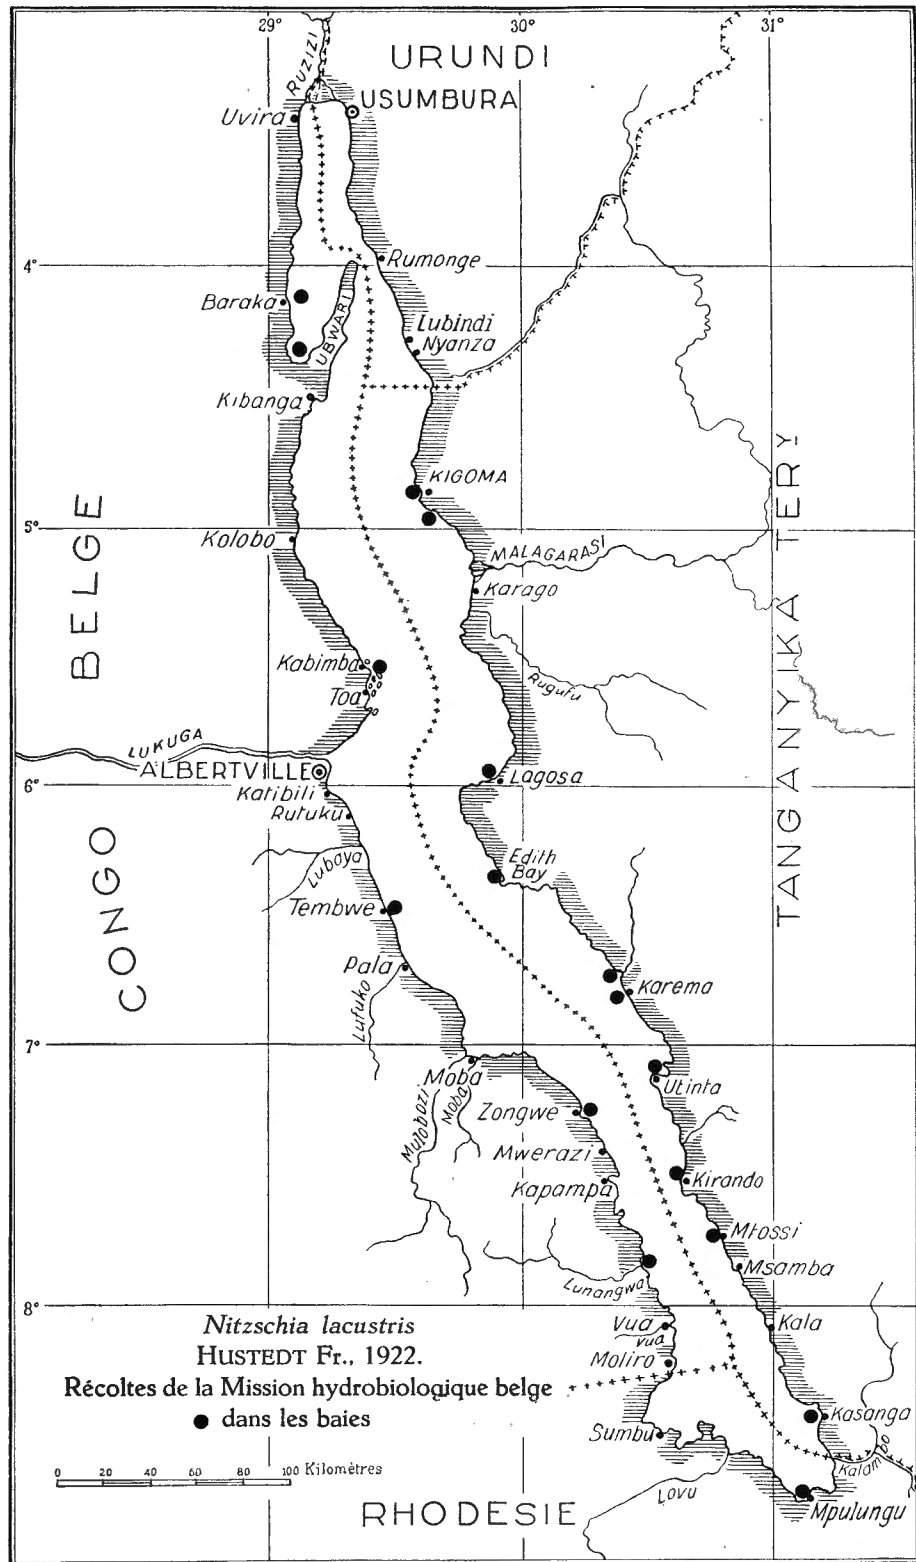 29°
30°
31°
RUZIZI
URUNDI
USUMBURA
Uvira
4°
Rumonge
Baraka
UBWARI
Lubindi
Nyanza
Kibanga
KIGOMA
BELGE
TANGANYIKA TERY
5°
Kolobo
MALAGARASI
Karago
Kabimba
Toa
Rugufu
LUKUGA
ALBERTVILLE
Lagosa
6°
Katibili
Rutuku
CONGO
Lubaya
Edith
Bay
Tembwe
Pala
Karema
Lufuko
7°
Moba
Utinta
Mulobozi
Moba
Zongwe
Mwerazi
Kirando
Kapampa
Mtossi
Msamba
Lunangwa
8°
Nitzschia lacustris
HUSTEDT Fr., 1922.
Récoltes de la Mission hydrobiologique belge
● dans les baies
Vua
Vua
Kala
Moliro
Kasanga
Sumbu
Kalambo
0 20 40 60 80 100 Kilomètres
Lovu
Mpulungu
RHODESIE